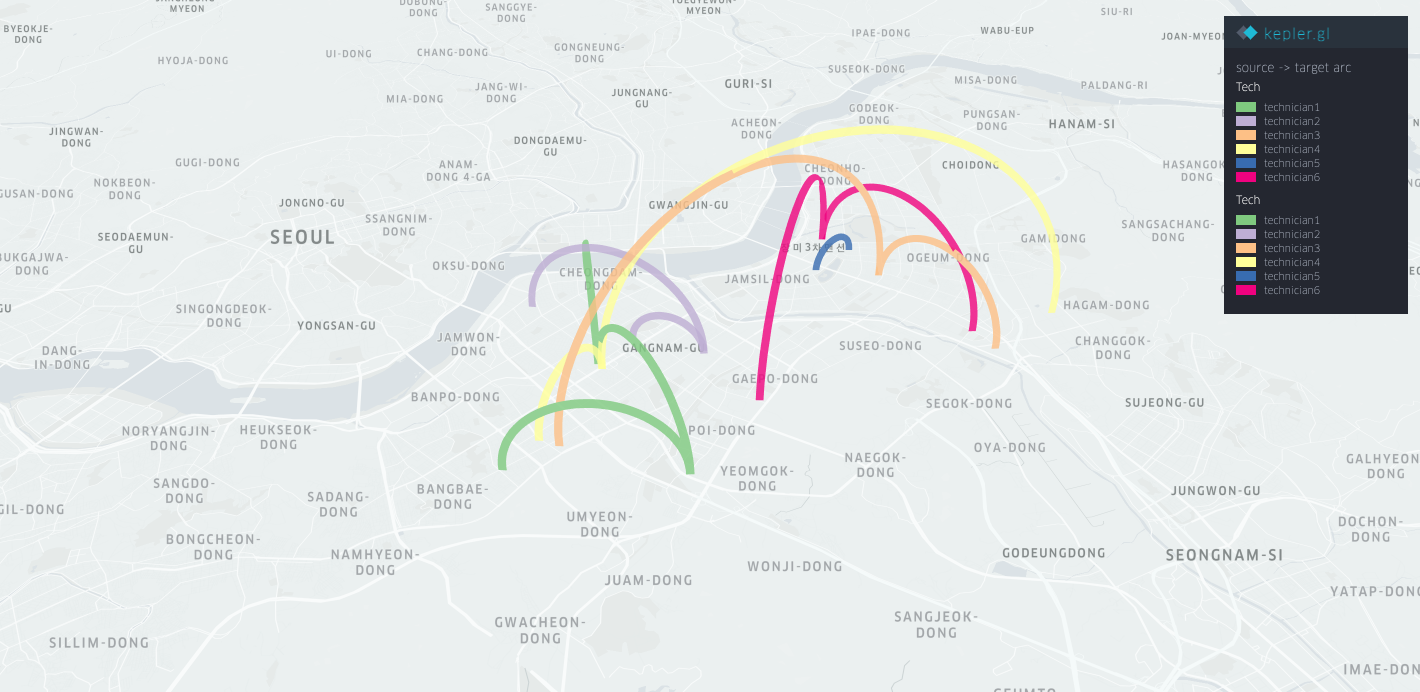 MYEON
DOBONG-
DONG
SANGGYE-
DONG
MYEON
SIU-RI
BYEOKJE-
DONG
HYOJA-DONG
UI-DONG
CHANG-DONG
GONGNEUNG-
DONG
IPAE-DONG
WABU-EUP
JOAN-MYEON
MIA-DONG
JANG-WI-
DONG
JUNGNANG-
GU
GURI-SI
SUSEOK-DONG
MISA-DONG
PALDANG-RI
JINGWAN-
DONG
DONGDAEMU-
GU
ACHEON-
DONG
GODEOK-
DONG
PUNGSAN-
DONG
HANAM-SI
GUGI-DONG
ANAM-
DONG 4-GA
CHEONHO-
DONG
CHOIDONG
HASANGOK
DONG
GUSAN-DONG
NOKBEON-
DONG
JONGNO-GU
GWANGJIN-GU
SSANGNIM-
DONG
SEOUL
SEODAEMUN-
GU
GAMIDONG
SANGSACHANG-
DONG
BUKGAJWA-
DONG
OKSU-DONG
CHEONGDAM-
DONG
JAMSIL-DONG
OGEUM-DONG
SINGONGDEOK-
DONG
YONGSAN-GU
HAGAM-DONG
GU
DANG-
IN-DONG
JAMWON-
DONG
GANGNAM-GU
SUSEO-DONG
CHANGGOK-
DONG
BANPO-DONG
GAEPO-DONG
SEGOK-DONG
SUJEONG-GU
NORYANGJIN-
DONG
HEUKSEOK-
DONG
POI-DONG
OYA-DONG
YEOMGOK-
DONG
NAEGOK-
DONG
GALHYEON
DONG
SANGDO-
DONG
SADANG-
DONG
BANGBAE-
DONG
JUNGWON-GU
GIL-DONG
UMYEON-
DONG
DOCHON-
DONG
BONGCHEON-
DONG
NAMHYEON-
DONG
GODEUNGDONG
SEONGNAM-SI
WONJI-DONG
JUAM-DONG
YATAP-DONG
GWACHEON-
DONG
SANGJEOK-
DONG
SILLIM-DONG
IMAE-DONG
kepler.gl
source -> target arc
Tech
technician1
technician2
technician3
technician4
technician5
technician6
Tech
technician1
technician2
technician3
technician4
technician5
technician6